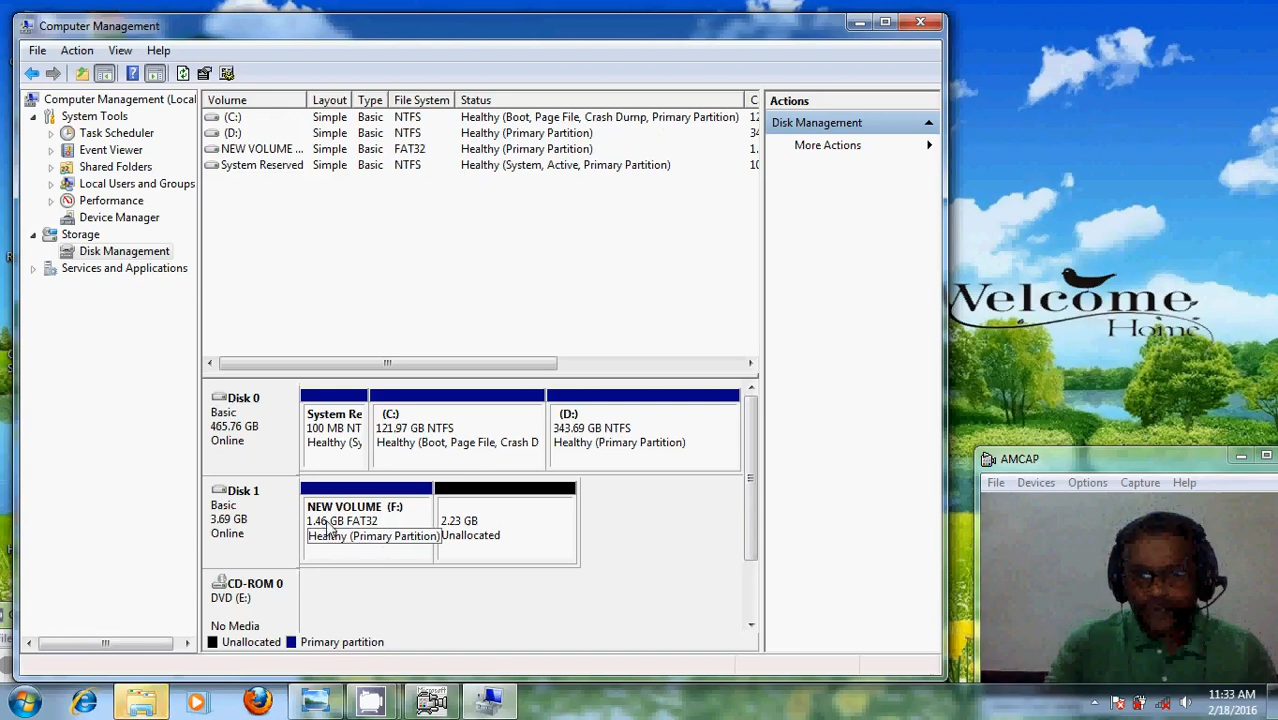 Computer Management
File Action View Help
Computer Management (Local
System Tools
Task Scheduler
Event Viewer
Shared Folders
Local Users and Groups
Performance
Device Manager
Storage
Disk Management
Services and Applications
Volume Layout Type File System Status C
(C:) Simple Basic NTFS Healthy (Boot, Page File, Crash Dump, Primary Partition) 12
(D:) Simple Basic NTFS Healthy (Primary Partition) 34
NEW VOLUME ... Simple Basic FAT32 Healthy (Primary Partition) 1.
System Reserved Simple Basic NTFS Healthy (System, Active, Primary Partition) 10
Actions
Disk Management
More Actions
Disk 0
Basic
465.76 GB
Online
System Re
100 MB NT
Healthy (Sy
(C:)
121.97 GB NTFS
Healthy (Boot, Page File, Crash D
(D:)
343.69 GB NTFS
Healthy (Primary Partition)
Disk 1
Basic
3.69 GB
Online
NEW VOLUME (F:)
1.46 GB FAT32
Healthy (Primary Partition)
2.23 GB
Unallocated
CD-ROM 0
DVD (E:)
No Media
Unallocated Primary partition
Welcome
Home
AMCAP
File Devices Options Capture Help
Microsoft
11:33 AM
2/18/2016